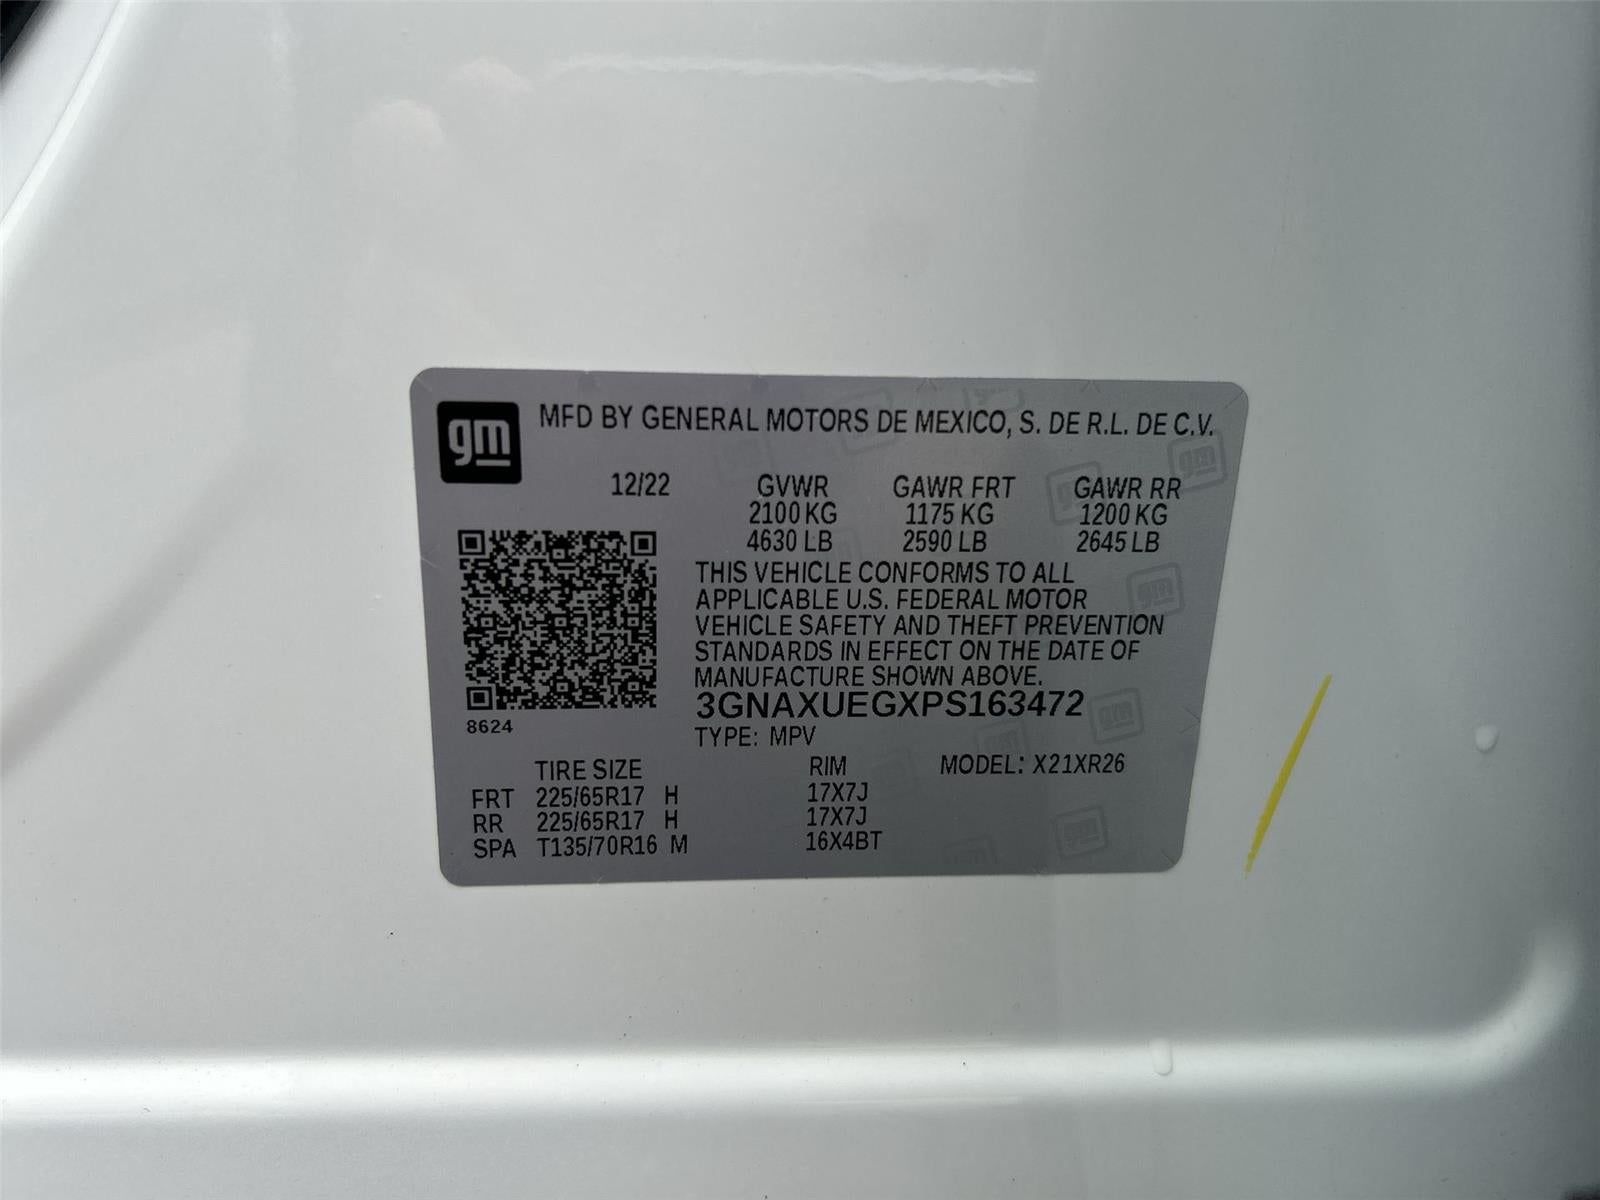 gm MFD BY GENERAL MOTORS DE MEXICO, S. DE R.L. DE C.V.
12/22 GVWR GAWR FRT GAWR RR
2100 KG 1175 KG 1200 KG
4630 LB 2590 LB 2645 LB
THIS VEHICLE CONFORMS TO ALL
APPLICABLE U.S. FEDERAL MOTOR
VEHICLE SAFETY AND THEFT PREVENTION
STANDARDS IN EFFECT ON THE DATE OF
MANUFACTURE SHOWN ABOVE.
3GNAXUEGXPS163472
8624
TYPE: MPV
TIRE SIZE RIM MODEL: X21XR26
FRT 225/65R17 H 17X7J
RR 225/65R17 H 17X7J
SPA T135/70R16 M 16X4BT